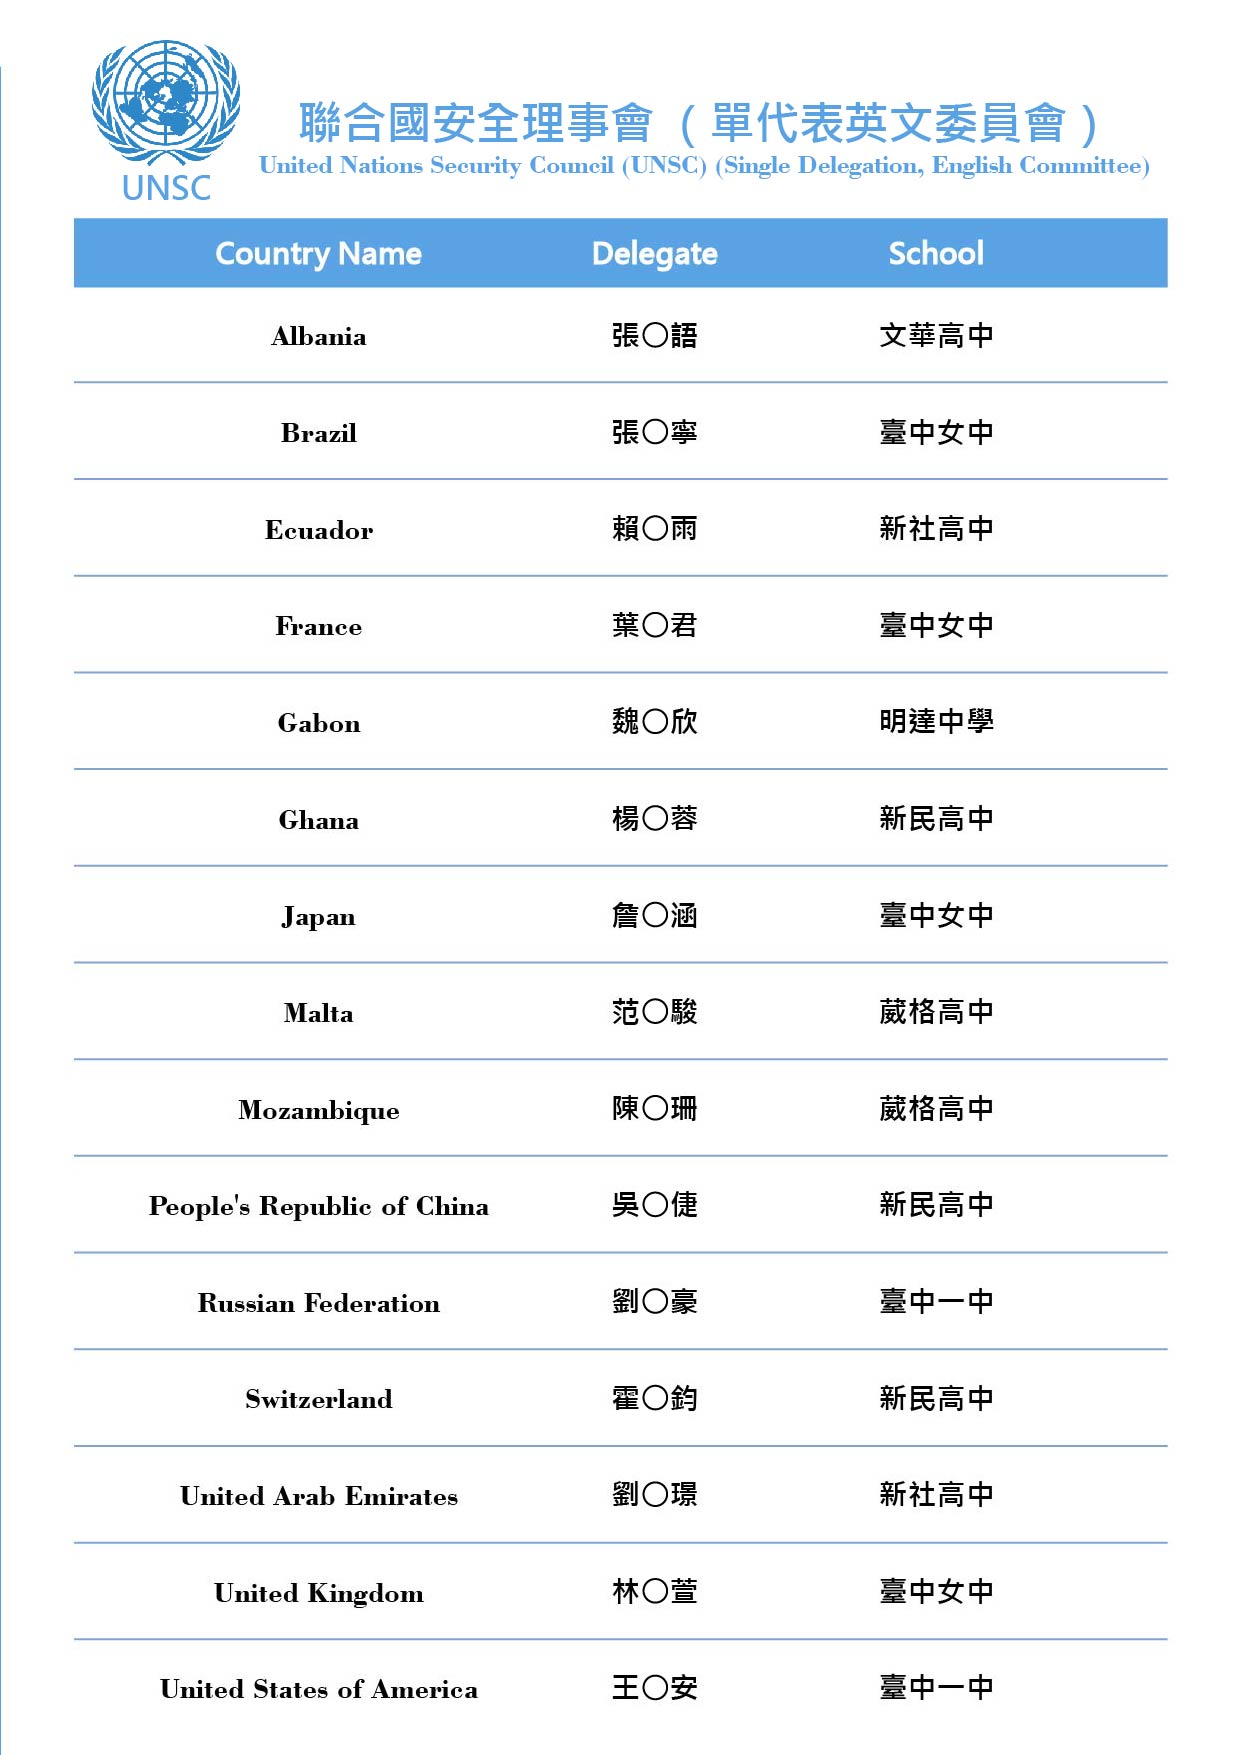 聯合國安全理事會（單代表英文委員會）
United Nations Security Council (UNSC) (Single Delegation, English Committee)
UNSC
Country Name Delegate School
Albania 張〇語 文華高中
Brazil 張〇寧 臺中女中
Ecuador 賴〇雨 新社高中
France 葉〇君 臺中女中
Gabon 魏〇欣 明達中學
Ghana 楊〇蓉 新民高中
Japan 詹〇涵 臺中女中
Malta 范〇駿 葳格高中
Mozambique 陳〇珊 葳格高中
People's Republic of China 吳〇倢 新民高中
Russian Federation 劉〇豪 臺中一中
Switzerland 霍〇鈞 新民高中
United Arab Emirates 劉〇璟 新社高中
United Kingdom 林〇萱 臺中女中
United States of America 王〇安 臺中一中